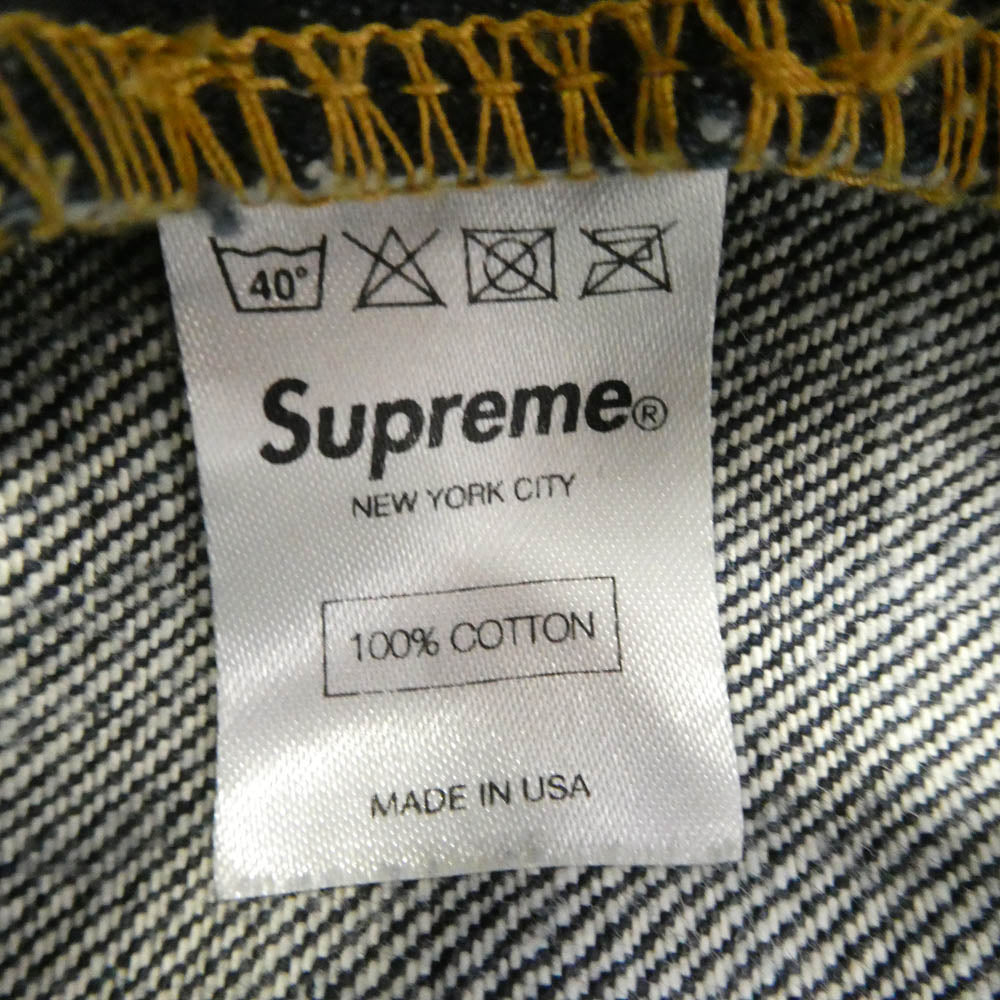 40°
Supreme®
NEW YORK CITY
100% COTTON
MADE IN USA